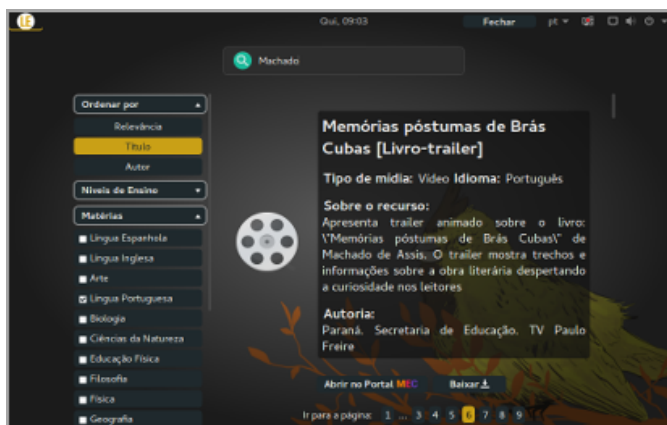 LE
Qui, 09:03
Fechar
pt
Machado
Ordenar por
Relevância
Título
Autor
Níveis de Ensino
Matérias
Língua Espanhola
Língua Inglesa
Arte
Língua Portuguesa
Biologia
Ciências da Natureza
Educação Física
Filosofia
Física
Geografia
Memórias póstumas de Brás
Cubas [Livro-trailer]
Tipo de mídia: Vídeo Idioma: Português
Sobre o recurso:
Apresenta trailer animado sobre o livro:
\"Memórias póstumas de Brás Cubas\" de
Machado de Assis. O trailer mostra trechos e
informações sobre a obra literária despertando
a curiosidade nos leitores
Autoria:
Paraná. Secretaria de Educação. TV Paulo
Freire
Abrir no Portal MEC Baixar
Ir para a página: 1 ... 3 4 5 6 7 8 9